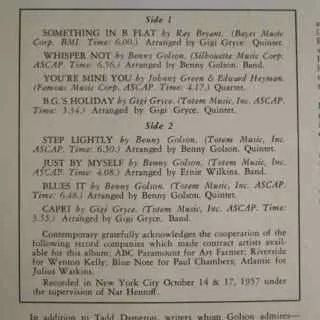 Side 1
SOMETHING IN B FLAT by Ray Bryant. (Bayes Music
Corp. BMI. Time: 6.00.) Arranged by Gigi Gryce. Quintet.
WHISPER NOT by Benny Golson. (Silhouette Music Corp.
ASCAP. Time: 6.36.) Arranged by Benny Golson. Band.
YOU'RE MINE YOU by Johnny Green & Edward Heyman.
(Famous Music Corp. ASCAP. Time: 4.17.) Quartet.
B.G.'S HOLIDAY by Gigi Gryce. (Totem Music, Inc. ASCAP.
Time: 3.54.) Arranged by Gigi Gryce. Quintet.
Side 2
STEP LIGHTLY by Benny Golson. (Totem Music, Inc.
ASCAP. Time: 6.50.) Arranged by Benny Golson. Quintet.
JUST BY MYSELF by Benny Golson. (Totem Music, Inc.
ASCAP. Time: 4.08.) Arranged by Ernie Wilkins. Band.
BLUES IT by Benny Golson. (Totem Music, Inc. ASCAP.
Time: 6.48.) Arranged by Benny Golson. Quintet.
CAPRI by Gigi Gryce. (Totem Music, Inc. ASCAP. Time:
3.55.) Arranged by Gigi Gryce. Band.
Contemporary gratefully acknowledges the cooperation of the
following record companies which made contract artists avail-
able for this album: ABC Paramount for Art Farmer; Riverside
for Wynton Kelly; Blue Note for Paul Chambers; Atlantic for
Julius Watkins.
Recorded in New York City October 14 & 17, 1957 under
the supervision of Nat Hentoff.
In addition to Tadd Dameron, writers whom Golson admires—